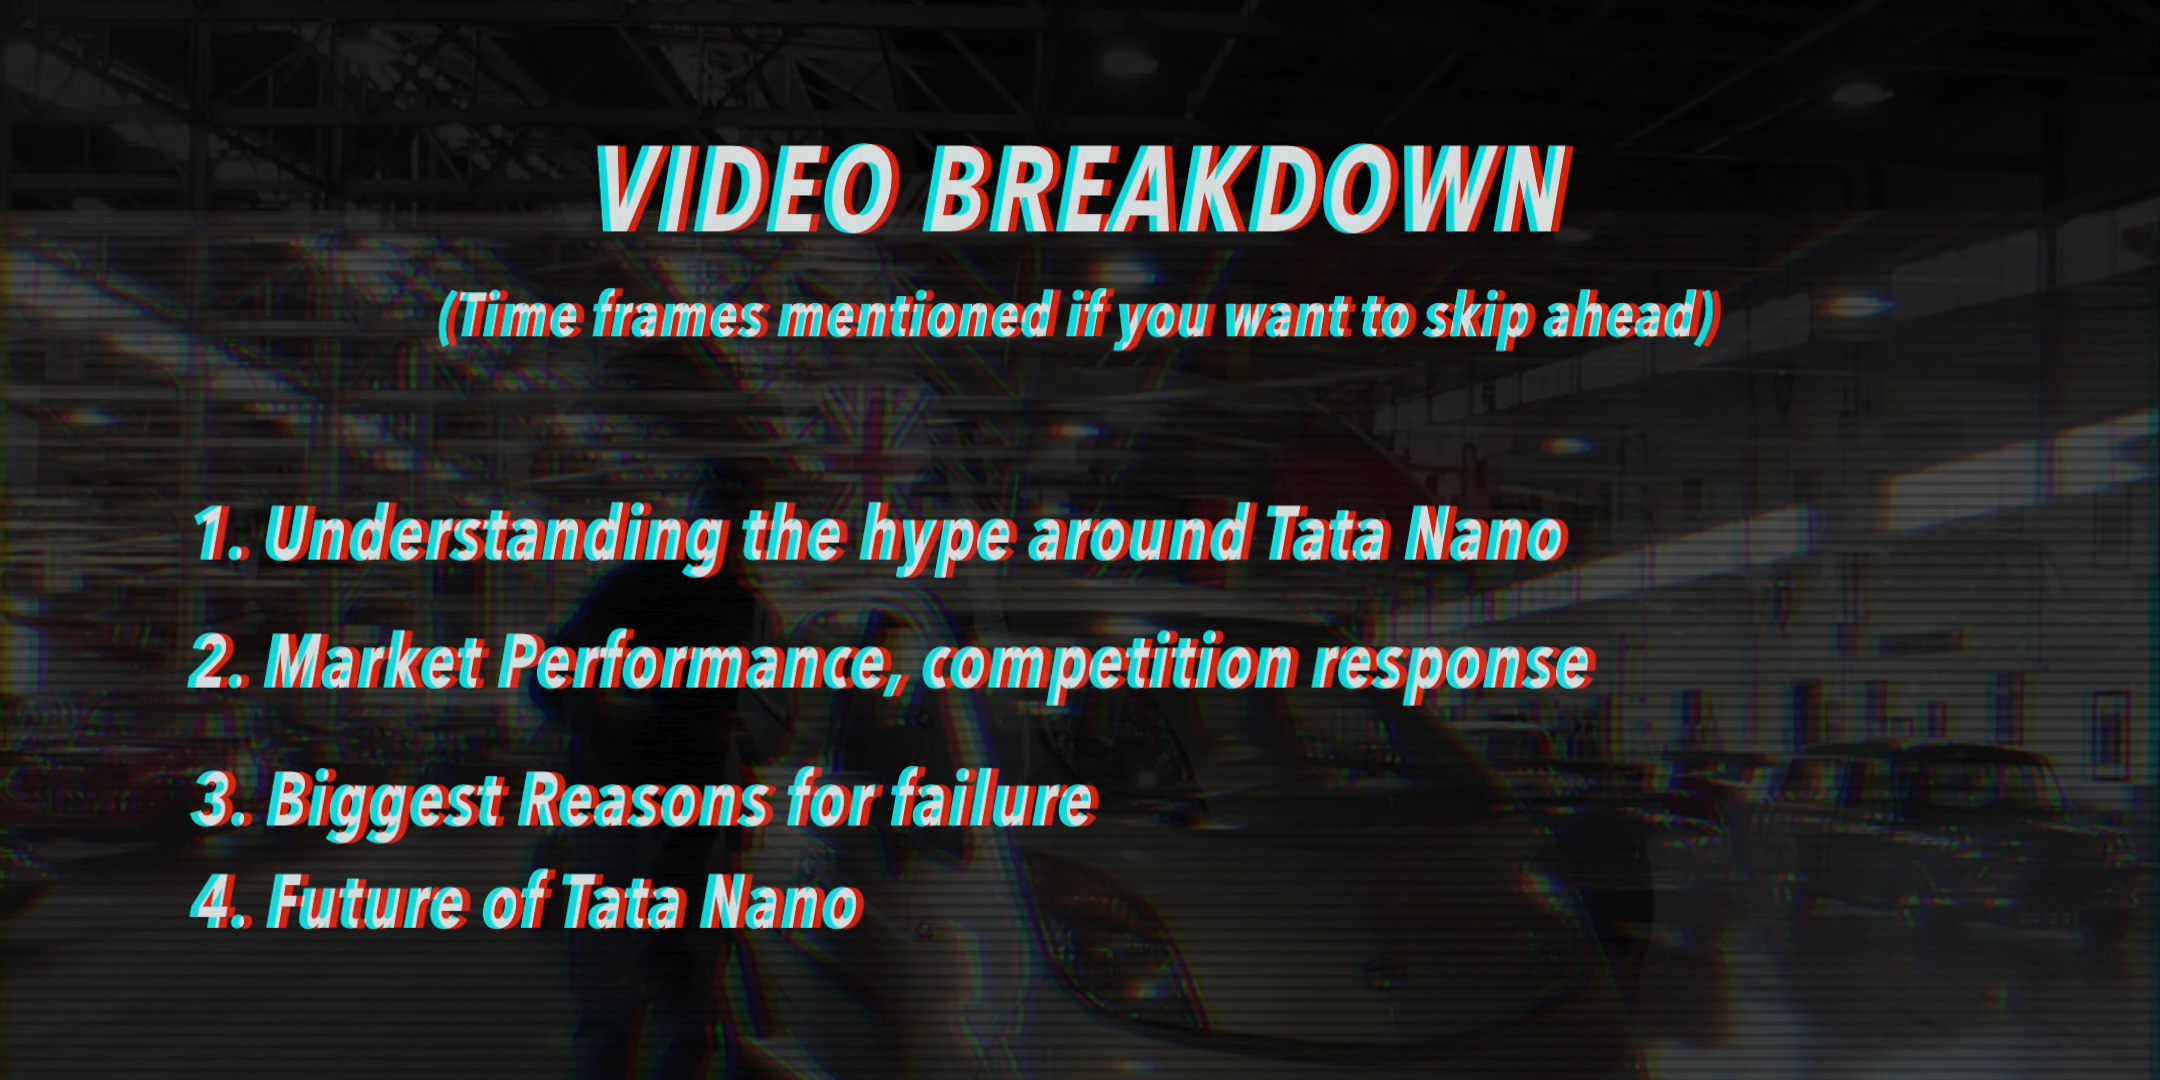 VIDEO BREAKDOWN
(Time frames mentioned if you want to skip ahead)
1. Understanding the hype around Tata Nano
2. Market Performance, competition response
3. Biggest Reasons for failure
4. Future of Tata Nano